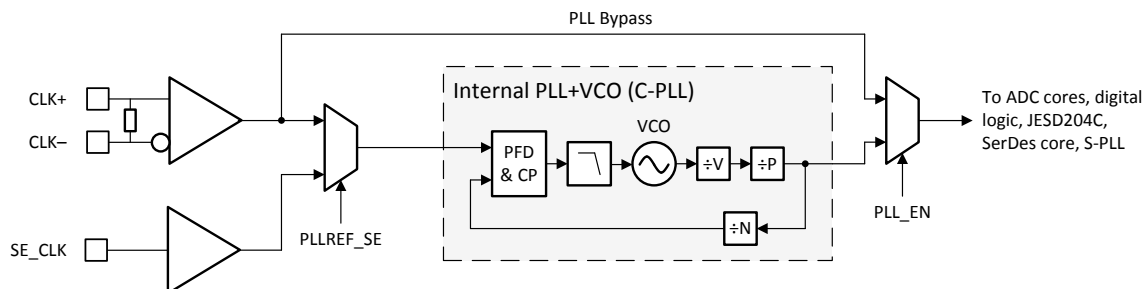 PLL Bypass
CLK+
CLK–
Internal PLL+VCO (C-PLL)
VCO
PFD
& CP
÷V
÷P
÷N
To ADC cores, digital
logic, JESD204C,
SerDes core, S-PLL
SE_CLK
PLLREF_SE
PLL_EN